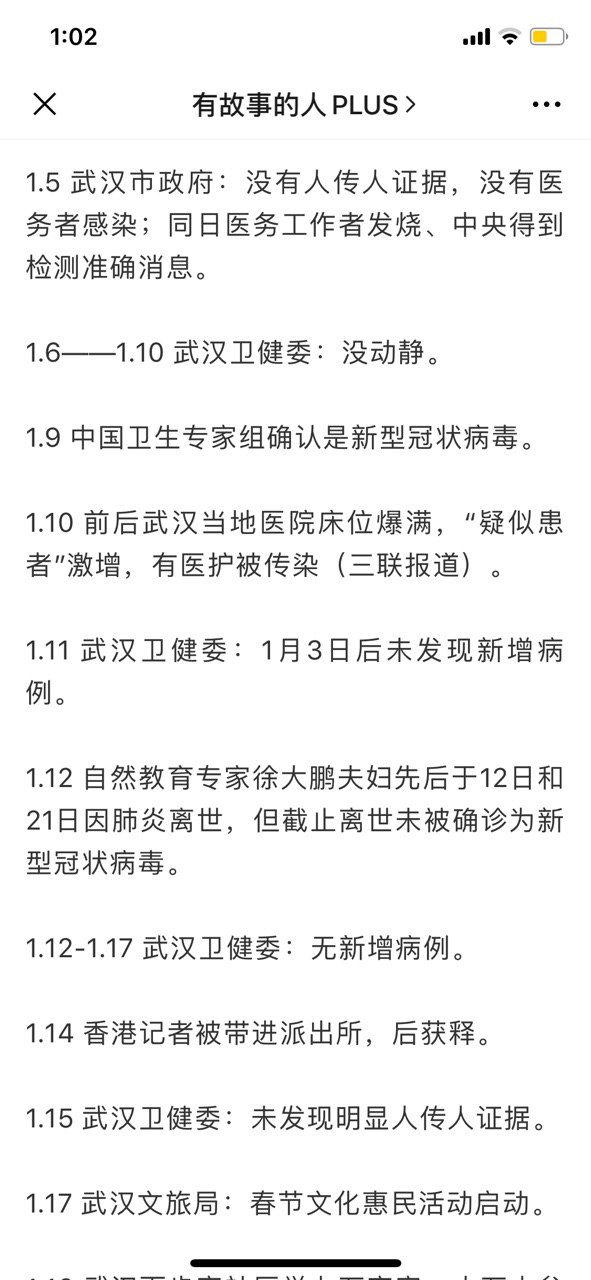 1:02
有故事的人PLUS
1.5 武汉市政府：没有人传人证据，没有医
务者感染；同日医务工作者发烧、中央得到
检测准确消息。
1.6——1.10 武汉卫健委：没动静。
1.9 中国卫生专家组确认是新型冠状病毒。
1.10 前后武汉当地医院床位爆满，“疑似患
者”激增，有医护被传染（三联报道）。
1.11 武汉卫健委：1月3日后未发现新增病
例。
1.12 自然教育专家徐大鹏夫妇先后于12日和
21日因肺炎离世，但截止离世未被确诊为新
型冠状病毒。
1.12-1.17 武汉卫健委：无新增病例。
1.14 香港记者被带进派出所，后获释。
1.15 武汉卫健委：未发现明显人传人证据。
1.17 武汉文旅局：春节文化惠民活动启动。